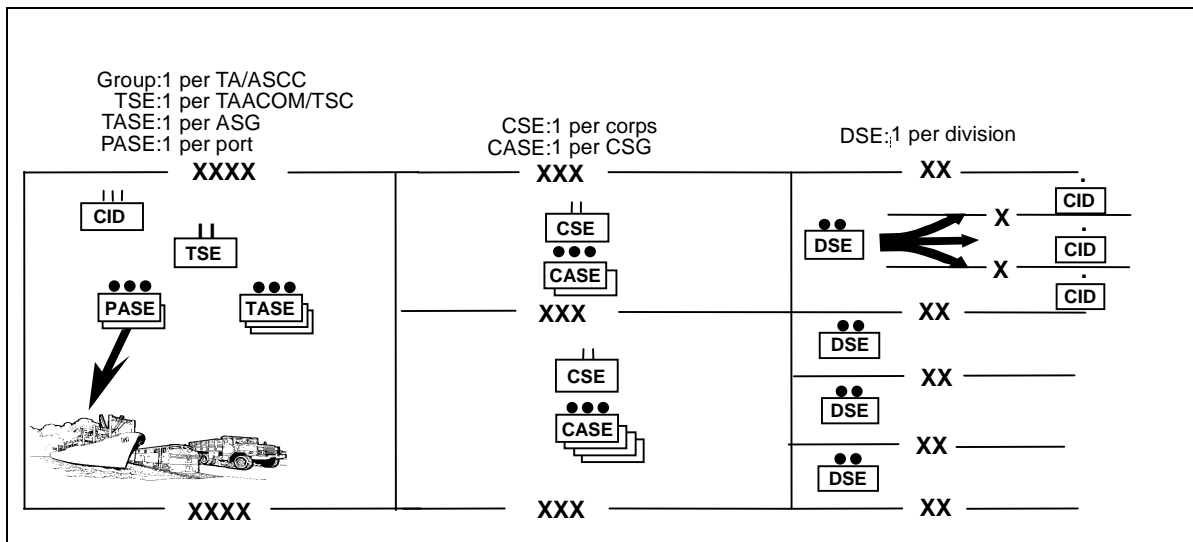 Group:1 per TA/ASCC
TSE:1 per TAACOM/TSC
TASE:1 per ASG
PASE:1 per port
CSE:1 per corps
CASE:1 per CSG
DSE:1 per division
XXXX
XXX
XX
CID
TSE
PASE
TASE
CSE
CASE
DSE
X
X
CID
CID
CID
XXX
XX
CSE
CASE
DSE
XX
DSE
XX
DSE
XXXX
XXX
XX